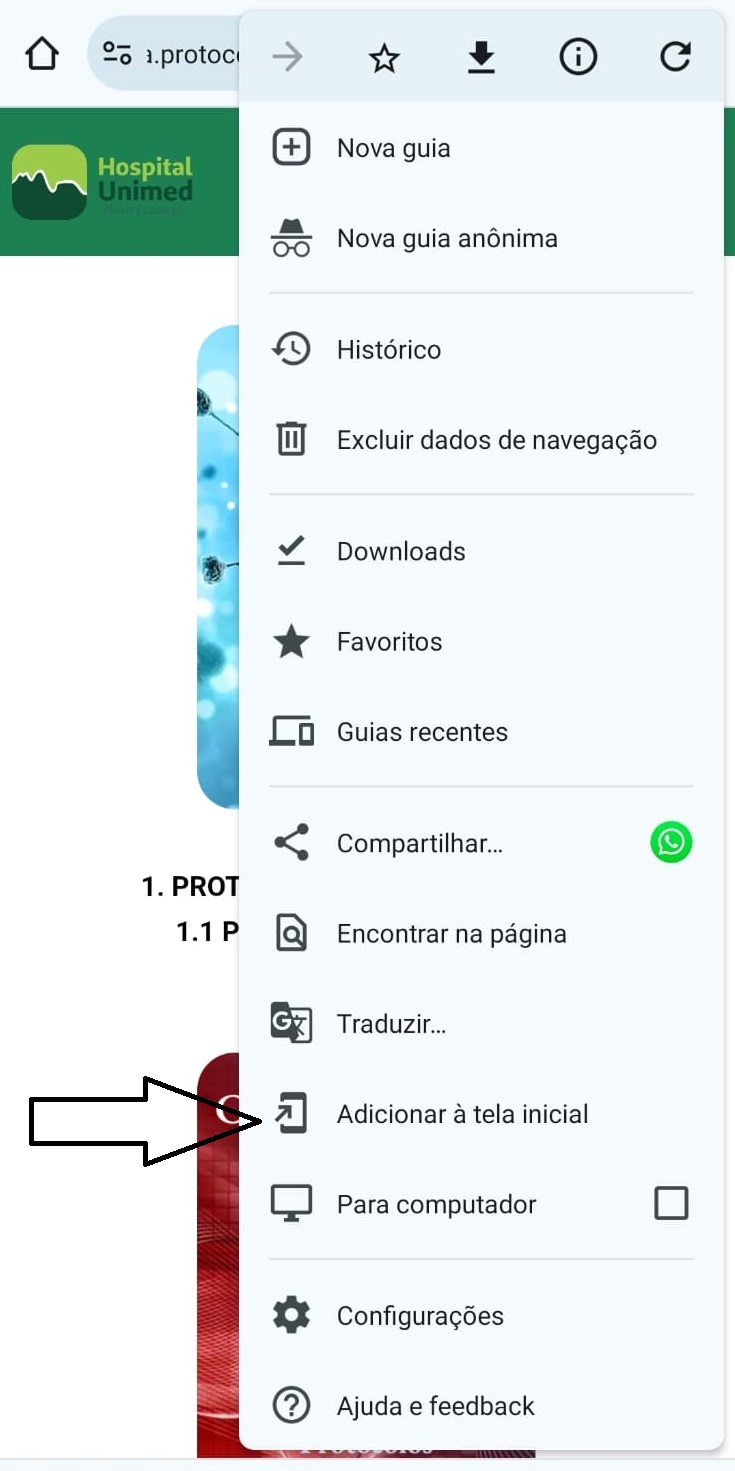 a.protoc
Hospital
Unimed
Nova guia
Nova guia anônima
Histórico
Excluir dados de navegação
Downloads
Favoritos
Guias recentes
Compartilhar...
1. PROT
Encontrar na página
1.1 P
Traduzir...
Adicionar à tela inicial
Para computador
Configurações
Ajuda e feedback
Protocolos